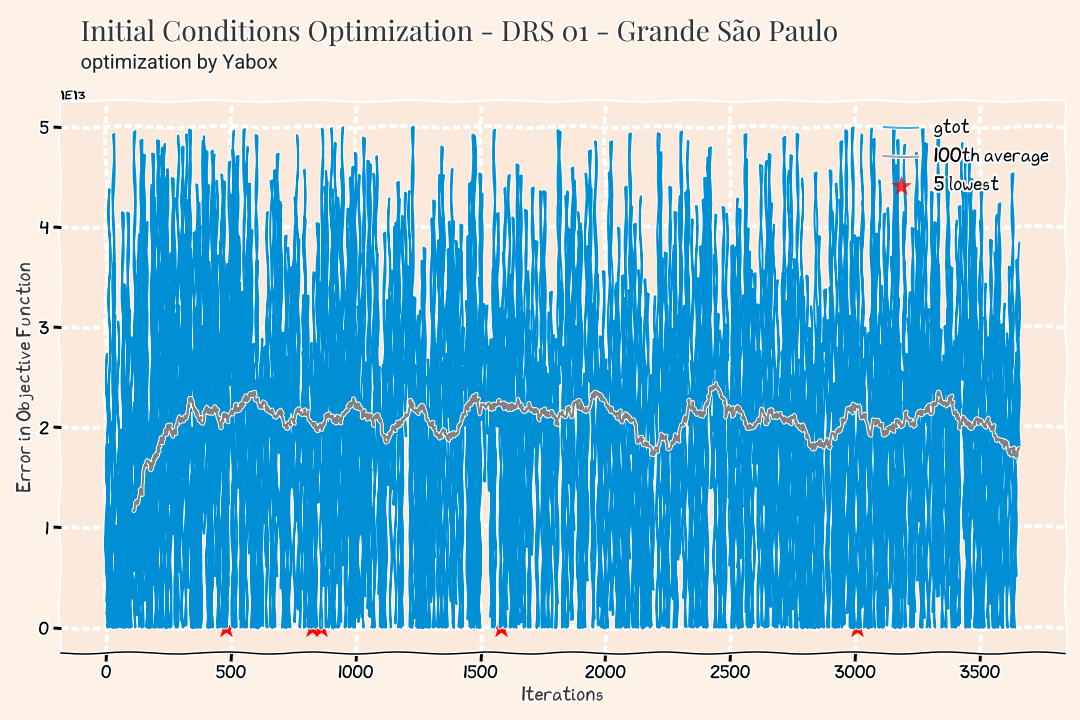 Initial Conditions Optimization - DRS 01 - Grande São Paulo
optimization by Yabox
1E13
5
4
3
2
1
0
Error in Objective Function
gtot
100th average
5 lowest
0 500 1000 1500 2000 2500 3000 3500
Iterations